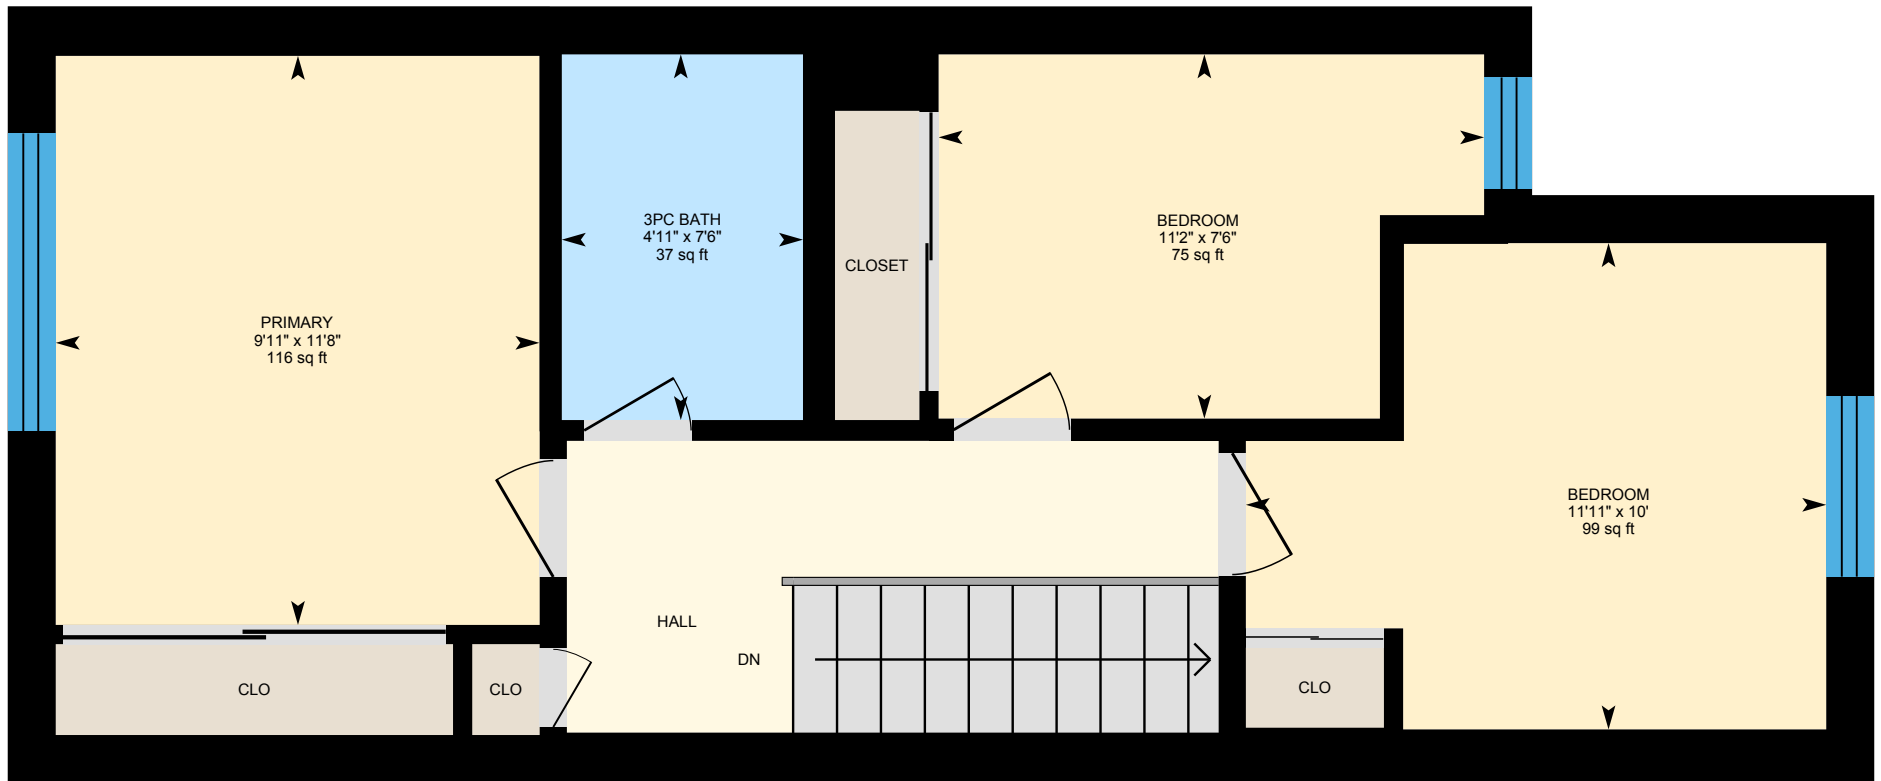 PRIMARY
9'11" x 11'8"
116 sq ft
3PC BATH
4'11" x 7'6"
37 sq ft
CLOSET
BEDROOM
11'2" x 7'6"
75 sq ft
BEDROOM
11'11" x 10'
99 sq ft
HALL
DN
CLO
CLO
CLO